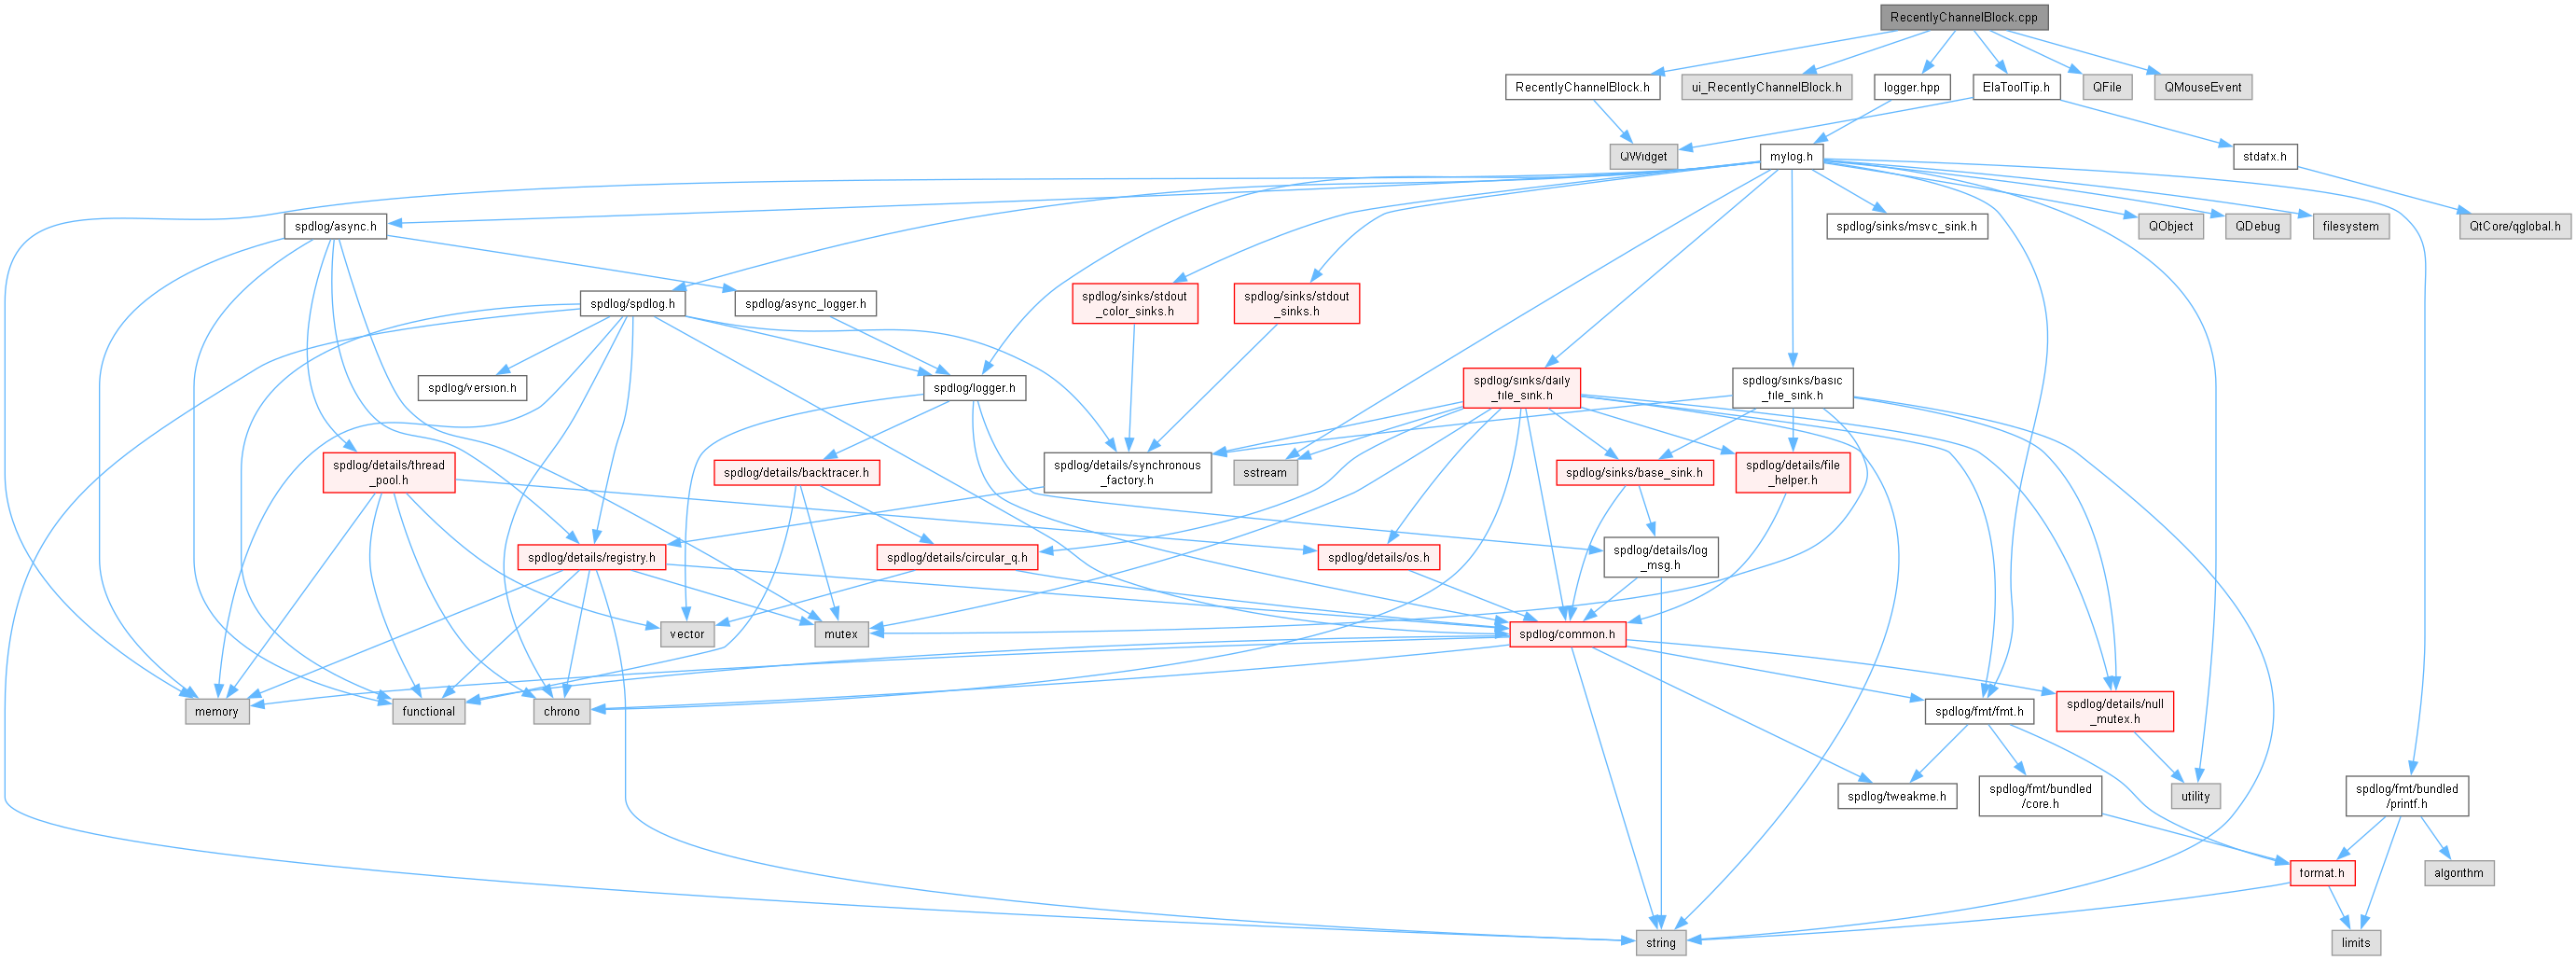 RecentlyChannelBlock.cpp
RecentlyChannelBlock.h
ui_RecentlyChannelBlock.h
logger.hpp
ElaToolTip.h
QFile
QMouseEvent
QWidget
mylog.h
stdafx.h
spdlog/async.h
spdlog/sinks/msvc_sink.h
QObject
QDebug
filesystem
QtCore/qglobal.h
spdlog/spdlog.h
spdlog/async_logger.h
spdlog/sinks/stdout
_color_sinks.h
spdlog/sinks/stdout
_sinks.h
spdlog/version.h
spdlog/logger.h
spdlog/sinks/daily
_file_sink.h
spdlog/sinks/basic
_file_sink.h
spdlog/details/thread
_pool.h
spdlog/details/backtracer.h
spdlog/details/synchronous
_factory.h
sstream
spdlog/sinks/base_sink.h
spdlog/details/file
_helper.h
spdlog/details/registry.h
spdlog/details/circular_q.h
spdlog/details/os.h
spdlog/details/log
_msg.h
vector
mutex
spdlog/common.h
memory
functional
chrono
spdlog/fmt/fmt.h
spdlog/details/null
_mutex.h
spdlog/tweakme.h
spdlog/fmt/bundled
/core.h
utility
spdlog/fmt/bundled
/printf.h
format.h
algorithm
string
limits